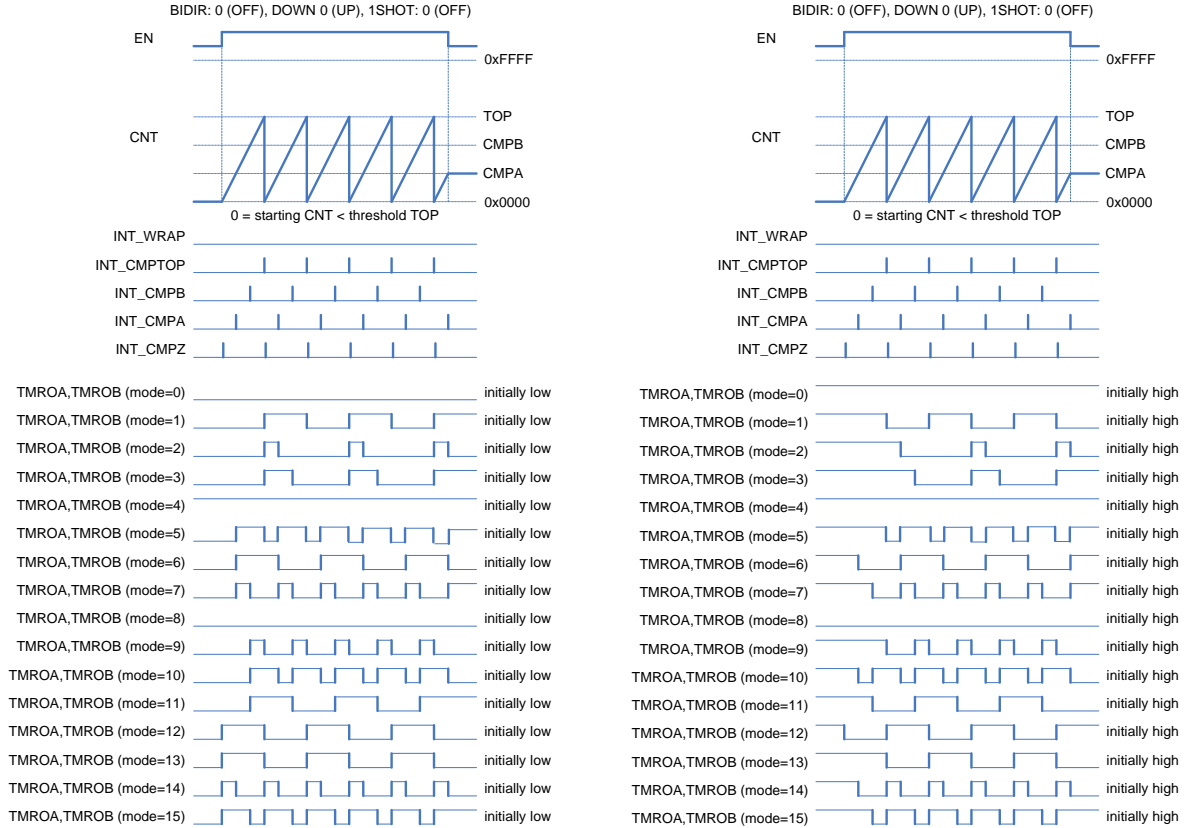 BIDIR: 0 (OFF), DOWN 0 (UP), 1SHOT: 0 (OFF)
EN
0xFFFF
TOP
CNT
CMPB
CMPA
0x0000
0 = starting CNT < threshold TOP
INT_WRAP
INT_CMPTOP
INT_CMPB
INT_CMPA
INT_CMPZ
TMROA,TMROB (mode=0) initially low
TMROA,TMROB (mode=1) initially low
TMROA,TMROB (mode=2) initially low
TMROA,TMROB (mode=3) initially low
TMROA,TMROB (mode=4) initially low
TMROA,TMROB (mode=5) initially low
TMROA,TMROB (mode=6) initially low
TMROA,TMROB (mode=7) initially low
TMROA,TMROB (mode=8) initially low
TMROA,TMROB (mode=9) initially low
TMROA,TMROB (mode=10) initially low
TMROA,TMROB (mode=11) initially low
TMROA,TMROB (mode=12) initially low
TMROA,TMROB (mode=13) initially low
TMROA,TMROB (mode=14) initially low
TMROA,TMROB (mode=15) initially low
BIDIR: 0 (OFF), DOWN 0 (UP), 1SHOT: 0 (OFF)
EN
0xFFFF
TOP
CNT
CMPB
CMPA
0x0000
0 = starting CNT < threshold TOP
INT_WRAP
INT_CMPTOP
INT_CMPB
INT_CMPA
INT_CMPZ
TMROA,TMROB (mode=0) initially high
TMROA,TMROB (mode=1) initially high
TMROA,TMROB (mode=2) initially high
TMROA,TMROB (mode=3) initially high
TMROA,TMROB (mode=4) initially high
TMROA,TMROB (mode=5) initially high
TMROA,TMROB (mode=6) initially high
TMROA,TMROB (mode=7) initially high
TMROA,TMROB (mode=8) initially high
TMROA,TMROB (mode=9) initially high
TMROA,TMROB (mode=10) initially high
TMROA,TMROB (mode=11) initially high
TMROA,TMROB (mode=12) initially high
TMROA,TMROB (mode=13) initially high
TMROA,TMROB (mode=14) initially high
TMROA,TMROB (mode=15) initially high